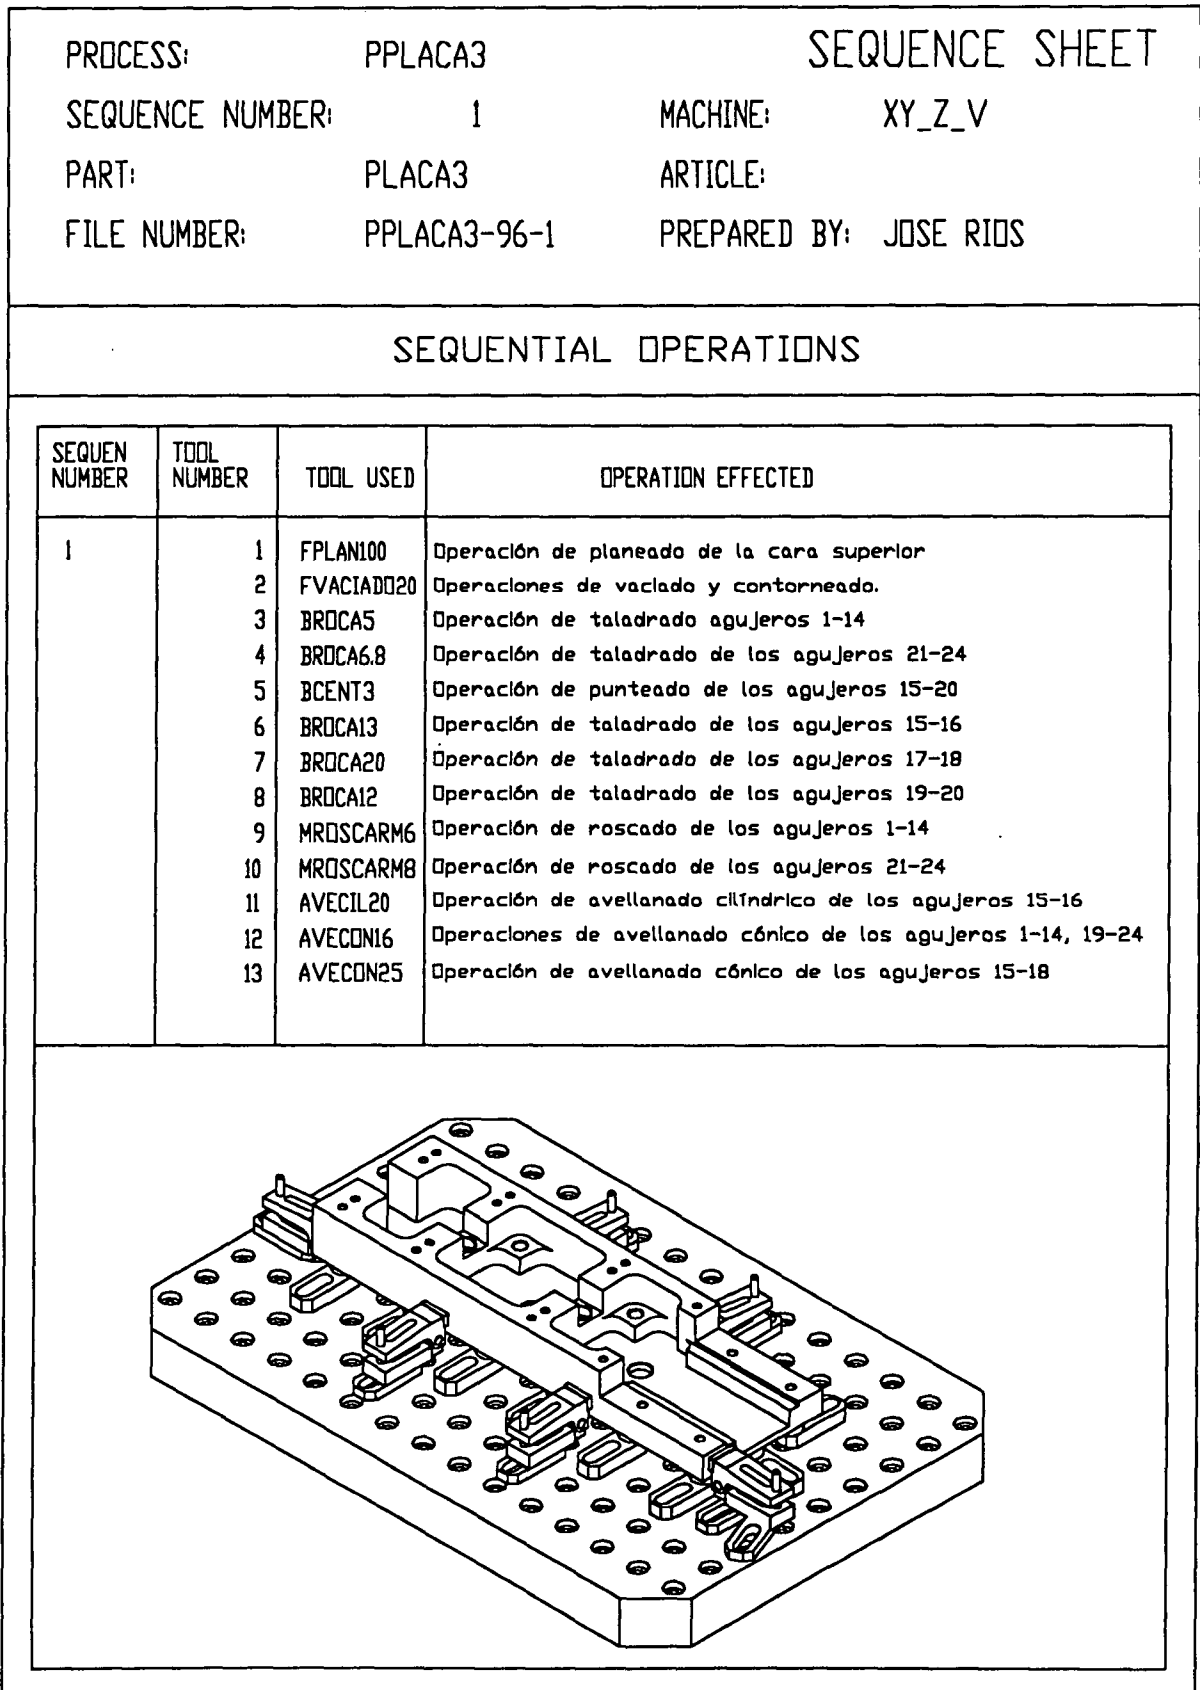 PROCESS: PPLACA3 SEQUENCE SHEET
SEQUENCE NUMBER: 1 MACHINE: XY_Z_V
PART: PLACA3 ARTICLE:
FILE NUMBER: PPLACA3-96-1 PREPARED BY: JOSE RIOS
SEQUENTIAL OPERATIONS
SEQUEN NUMBER TOOL NUMBER TOOL USED OPERATION EFFECTED
1 1 FPLAN100 Operación de planeado de la cara superior
2 FVACIADO20 Operaciones de vaciado y contorneado.
3 BROCA5 Operación de taladrado agujeros 1-14
4 BROCA6.8 Operación de taladrado de los agujeros 21-24
5 BCENT3 Operación de punteado de los agujeros 15-20
6 BROCA13 Operación de taladrado de los agujeros 15-16
7 BROCA20 Operación de taladrado de los agujeros 17-18
8 BROCA12 Operación de taladrado de los agujeros 19-20
9 MROSCARM6 Operación de roscado de los agujeros 1-14
10 MROSCARM8 Operación de roscado de los agujeros 21-24
11 AVECIL20 Operación de avellanado cilíndrico de los agujeros 15-16
12 AVECON16 Operaciones de avellanado cónico de los agujeros 1-14, 19-24
13 AVECON25 Operación de avellanado cónico de los agujeros 15-18